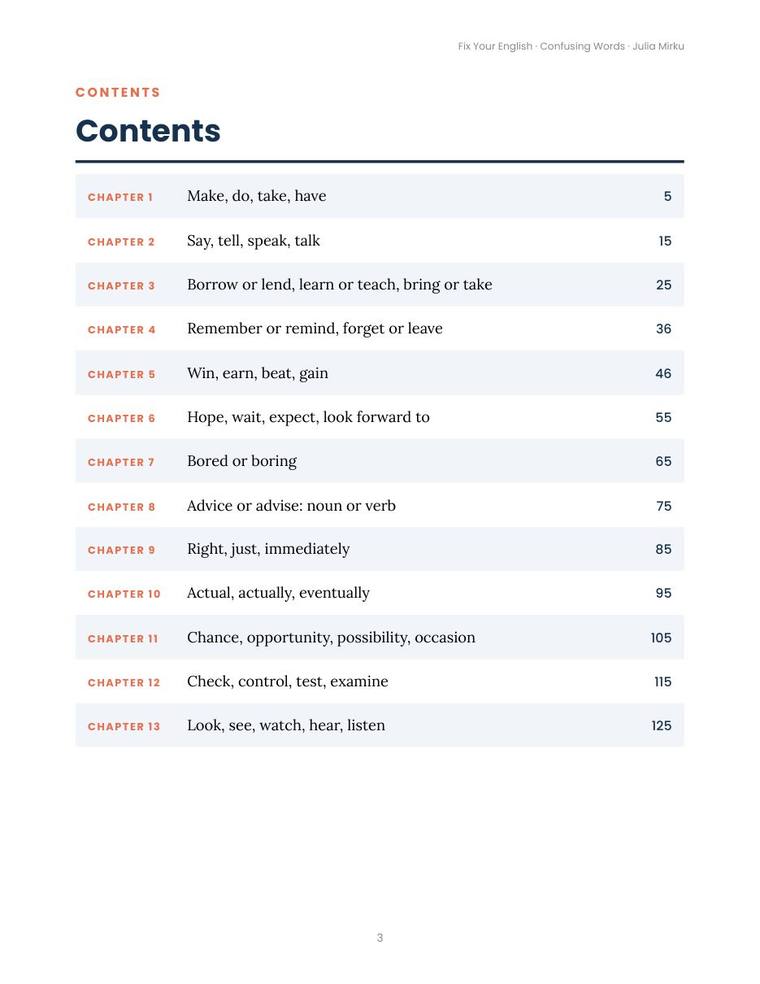 Fix Your English · Confusing Words · Julia Mirku
CONTENTS
Contents
CHAPTER 1 Make, do, take, have 5
CHAPTER 2 Say, tell, speak, talk 15
CHAPTER 3 Borrow or lend, learn or teach, bring or take 25
CHAPTER 4 Remember or remind, forget or leave 36
CHAPTER 5 Win, earn, beat, gain 46
CHAPTER 6 Hope, wait, expect, look forward to 55
CHAPTER 7 Bored or boring 65
CHAPTER 8 Advice or advise: noun or verb 75
CHAPTER 9 Right, just, immediately 85
CHAPTER 10 Actual, actually, eventually 95
CHAPTER 11 Chance, opportunity, possibility, occasion 105
CHAPTER 12 Check, control, test, examine 115
CHAPTER 13 Look, see, watch, hear, listen 125
3